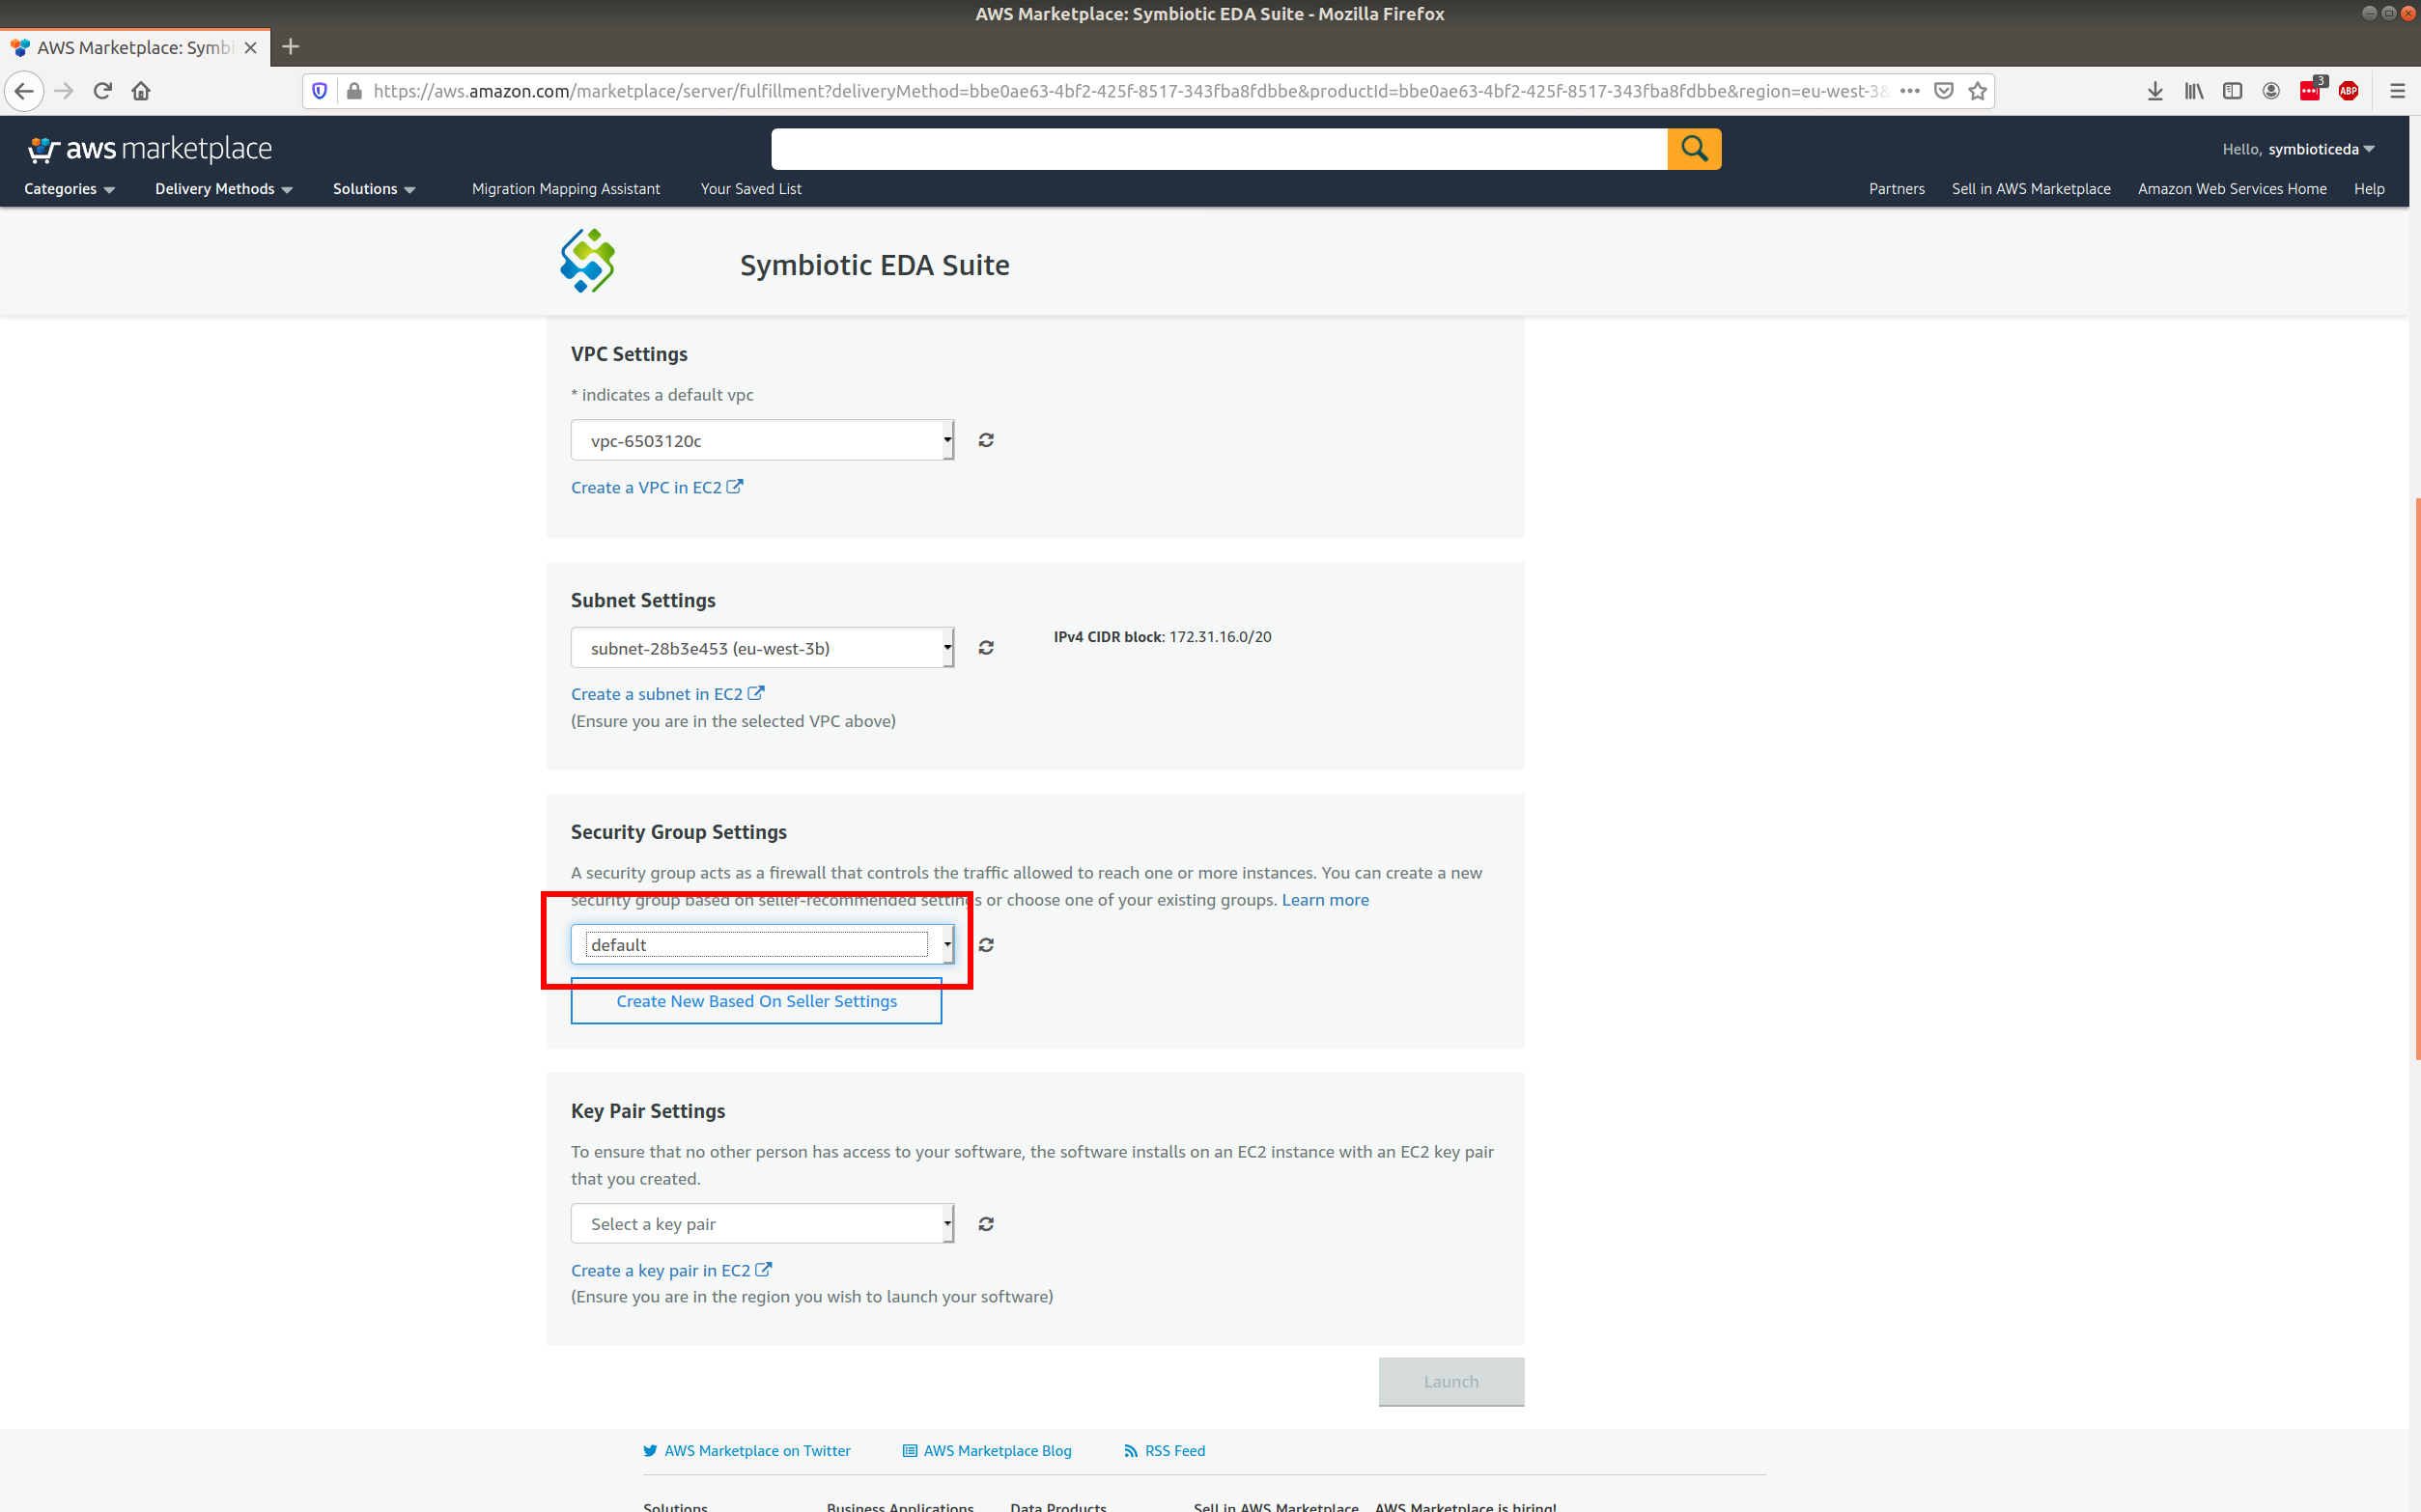 AWS Marketplace: Symbiotic EDA Suite - Mozilla Firefox
AWS Marketplace: Symbi
https://aws.amazon.com/marketplace/server/fulfillment?deliveryMethod=bbe0ae63-4bf2-425f-8517-343fba8fdbbe&productId=bbe0ae63-4bf2-425f-8517-343fba8fdbbe&region=eu-west-3&
3
ABP
aws marketplace
Hello, symbioticeda
Categories Delivery Methods Solutions Migration Mapping Assistant Your Saved List Partners Sell in AWS Marketplace Amazon Web Services Home Help
Symbiotic EDA Suite
VPC Settings
* indicates a default vpc
vpc-6503120c
Create a VPC in EC2
Subnet Settings
subnet-28b3e453 (eu-west-3b)
IPv4 CIDR block: 172.31.16.0/20
Create a subnet in EC2
(Ensure you are in the selected VPC above)
Security Group Settings
A security group acts as a firewall that controls the traffic allowed to reach one or more instances. You can create a new
security group based on seller-recommended settings or choose one of your existing groups. Learn more
default
Create New Based On Seller Settings
Key Pair Settings
To ensure that no other person has access to your software, the software installs on an EC2 instance with an EC2 key pair
that you created.
Select a key pair
Create a key pair in EC2
(Ensure you are in the region you wish to launch your software)
Launch
AWS Marketplace on Twitter AWS Marketplace Blog RSS Feed
Solutions Business Applications Data Products Sell in AWS Marketplace AWS Marketplace is hiring!